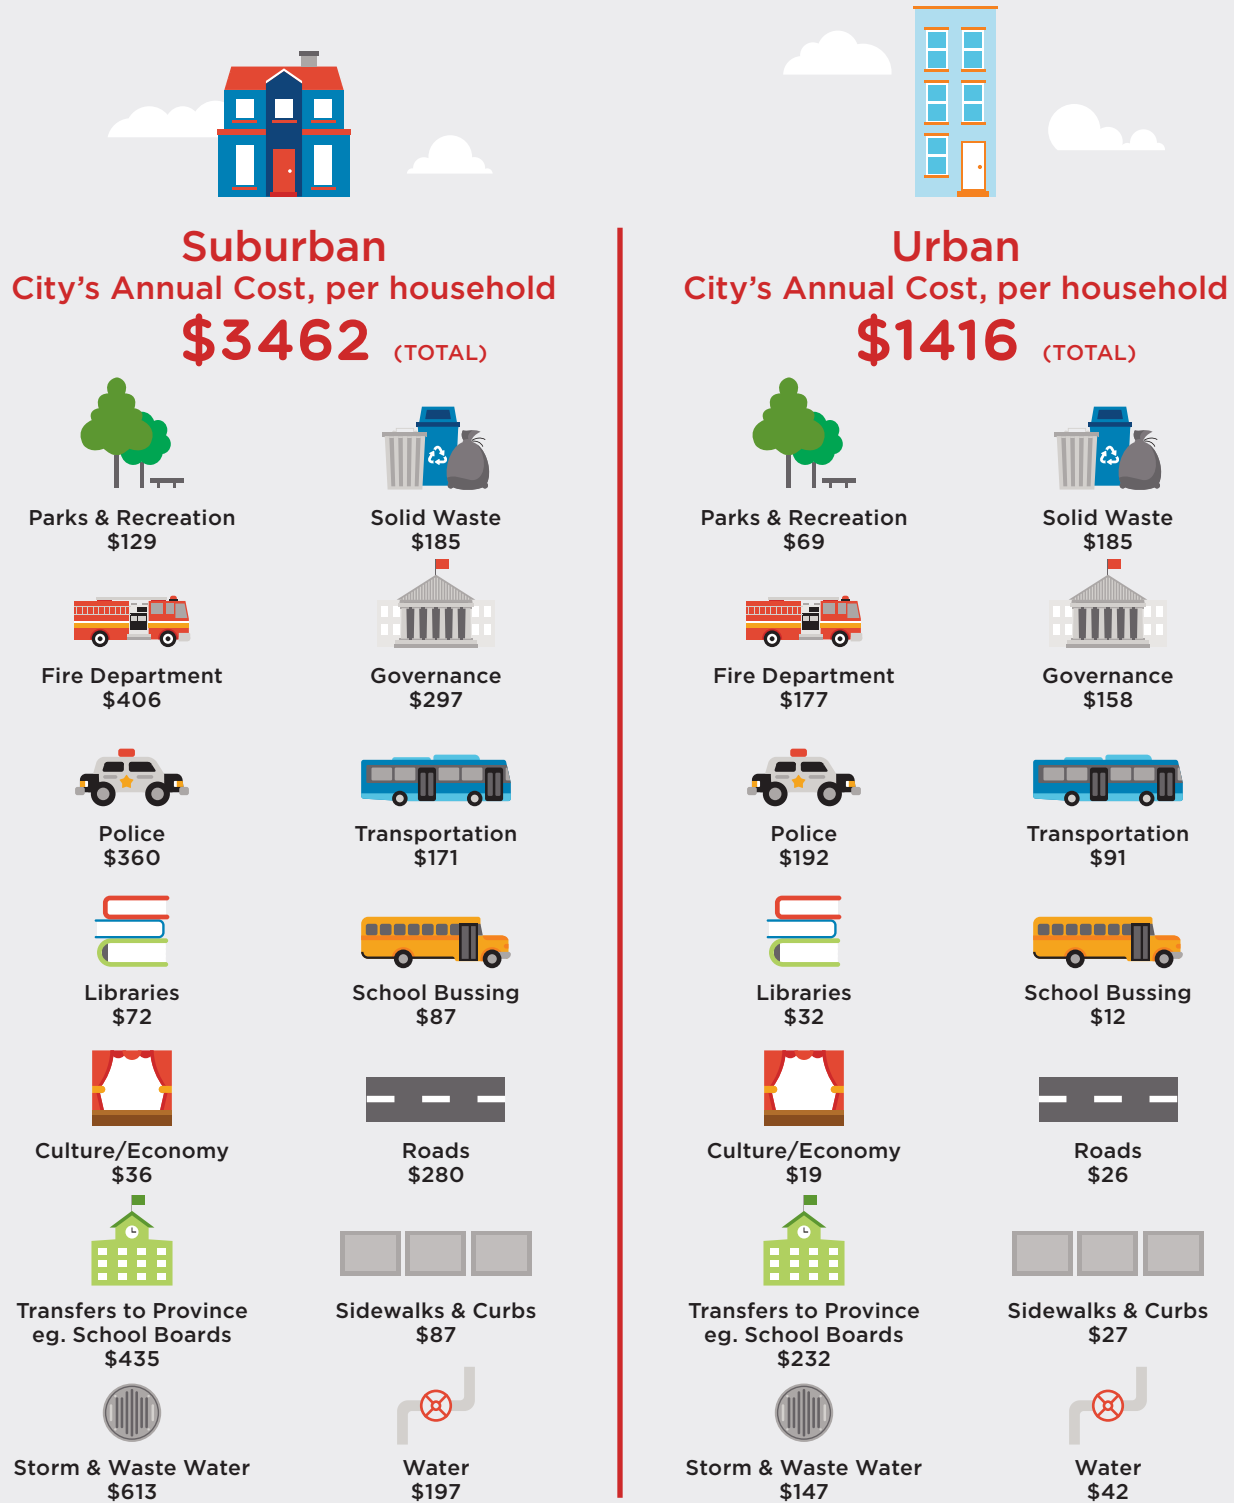 Suburban
City's Annual Cost, per household
$3462 (TOTAL)
Parks & Recreation
$129
Solid Waste
$185
Fire Department
$406
Governance
$297
Police
$360
Transportation
$171
Libraries
$72
School Bussing
$87
Culture/Economy
$36
Roads
$280
Transfers to Province
eg. School Boards
$435
Sidewalks & Curbs
$87
Storm & Waste Water
$613
Water
$197
Urban
City's Annual Cost, per household
$1416 (TOTAL)
Parks & Recreation
$69
Solid Waste
$185
Fire Department
$177
Governance
$158
Police
$192
Transportation
$91
Libraries
$32
School Bussing
$12
Culture/Economy
$19
Roads
$26
Transfers to Province
eg. School Boards
$232
Sidewalks & Curbs
$27
Storm & Waste Water
$147
Water
$42